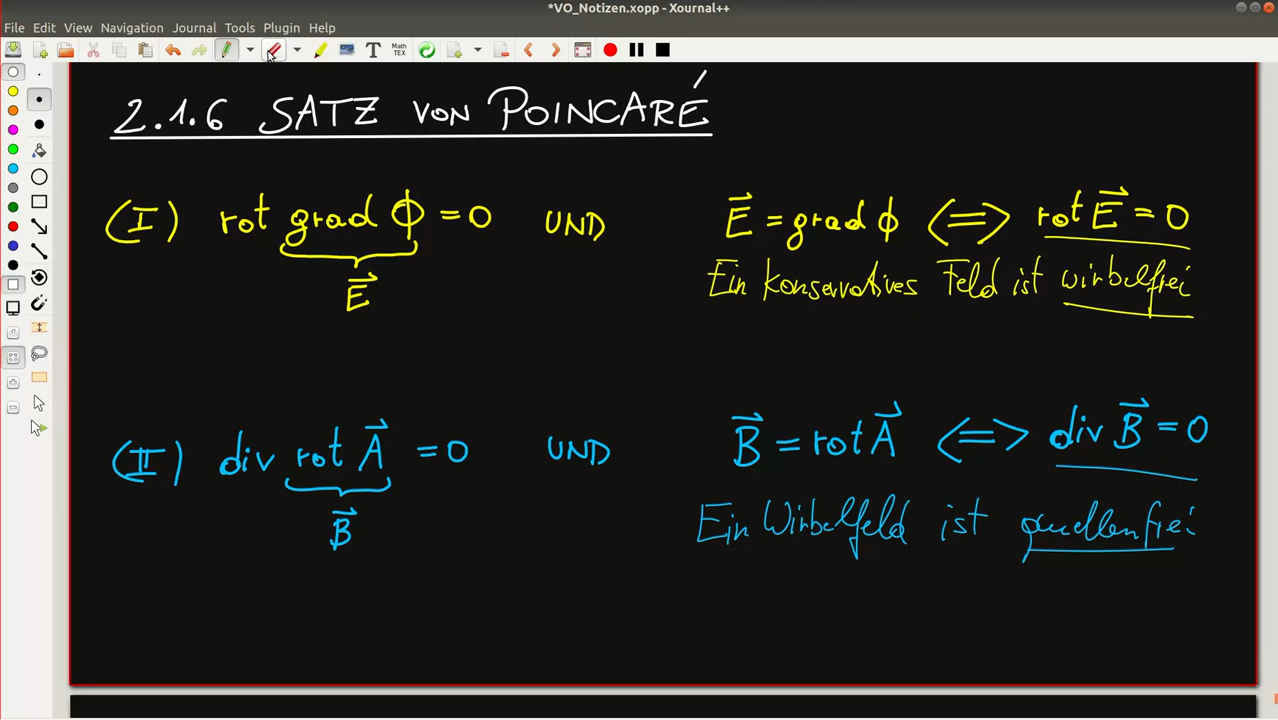 *VO_Notizen.xopp - Xournal++
File Edit View Navigation Journal Tools Plugin Help
Math TEX T
2.1.6 SATZ VON POINCARÉ
(I) rot grad Φ = 0 UND E⃗ = grad ϕ ⟺ rot E⃗ = 0
E⃗
Ein konservatives Feld ist wirbelfrei
(II) div rot A⃗ = 0 UND B⃗ = rot A⃗ ⟺ div B⃗ = 0
B⃗
Ein Wirbelfeld ist quellenfrei